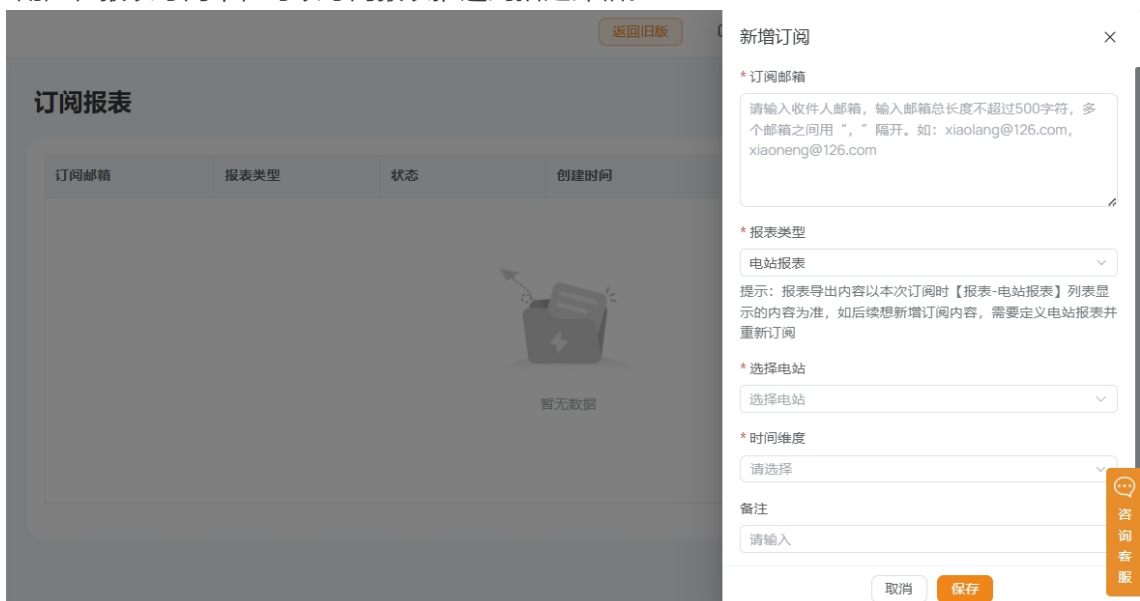 返回旧版
订阅报表
订阅邮箱 报表类型 状态 创建时间
暂无数据
新增订阅
* 订阅邮箱
请输入收件人邮箱，输入邮箱总长度不超过500字符，多
个邮箱之间用“，”隔开。如：xiaolang@126.com，
xiaoneng@126.com
* 报表类型
电站报表
提示：报表导出内容以本次订阅时【报表-电站报表】列表显
示的内容为准，如后续想新增订阅内容，需要定义电站报表并
重新订阅
* 选择电站
选择电站
* 时间维度
请选择
备注
请输入
取消 保存
咨
询
客
服